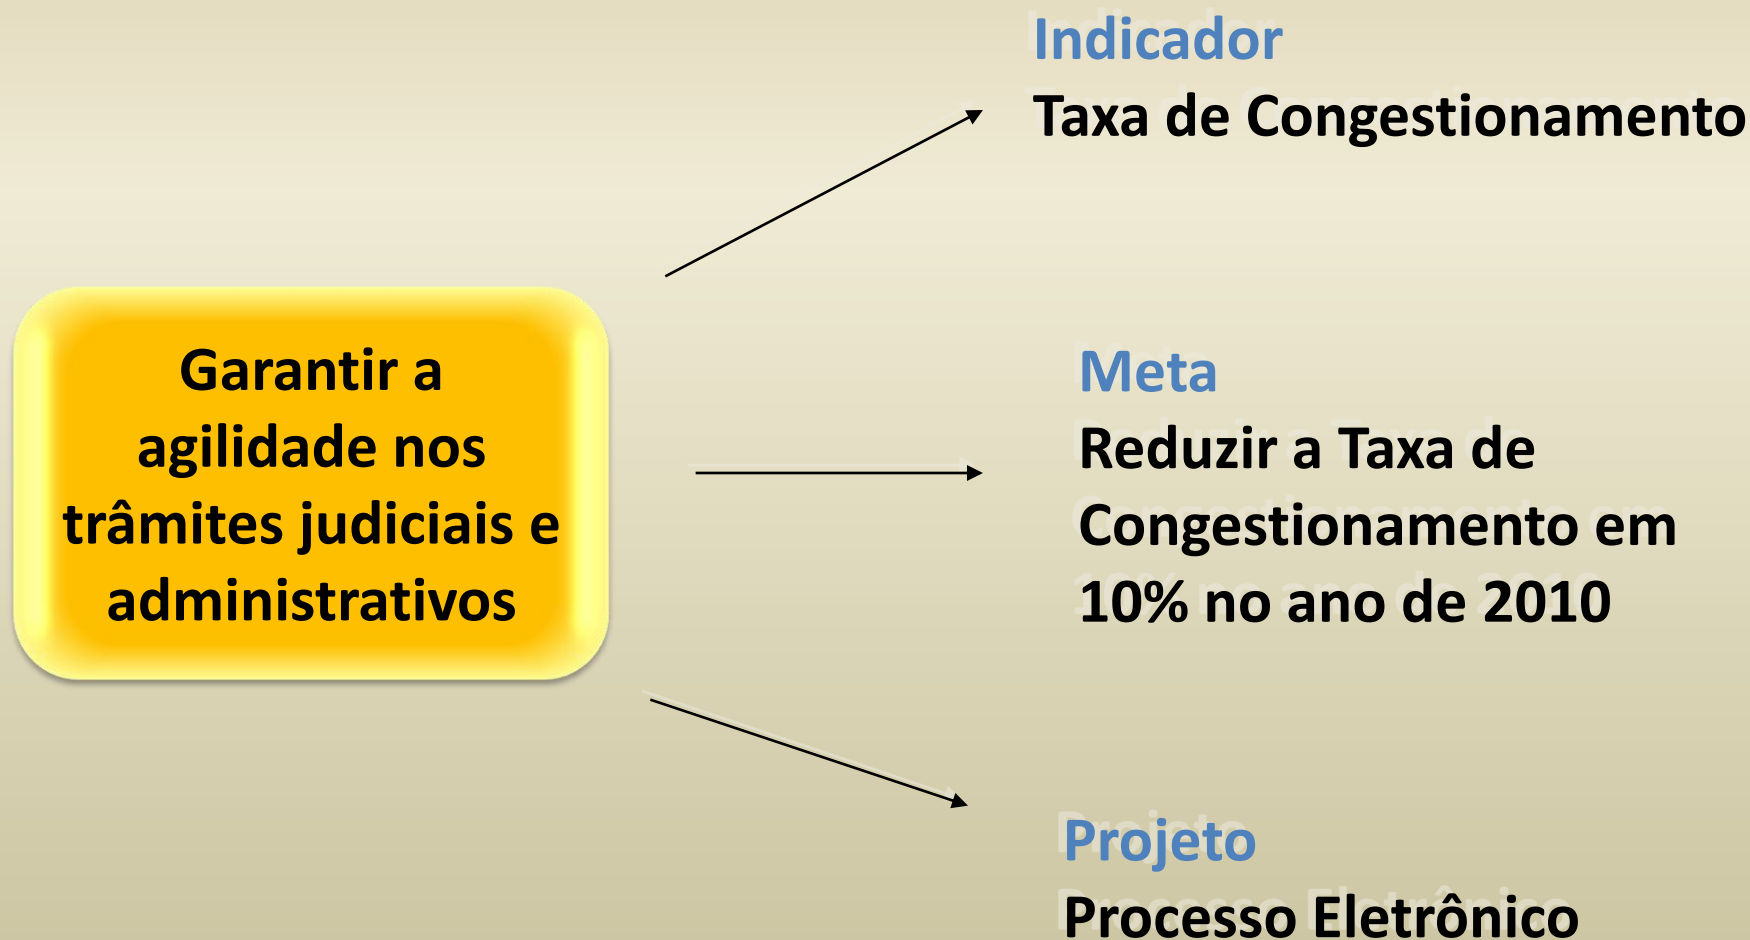 Indicador
Taxa de Congestionamento
Garantir a
agilidade nos
trâmites judiciais e
administrativos
Meta
Reduzir a Taxa de
Congestionamento em
10% no ano de 2010
Projeto
Processo Eletrônico